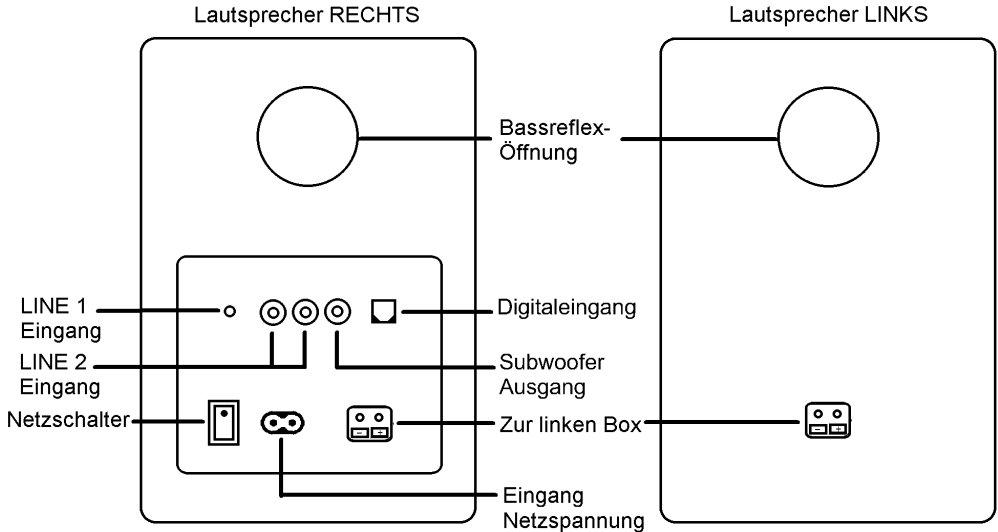 Lautsprecher RECHTS
Lautsprecher LINKS
Bassreflex-
Öffnung
LINE 1
Eingang
LINE 2
Eingang
Netzschalter
Digitaleingang
Subwoofer
Ausgang
Zur linken Box
Eingang
Netzspannung
- +
- +